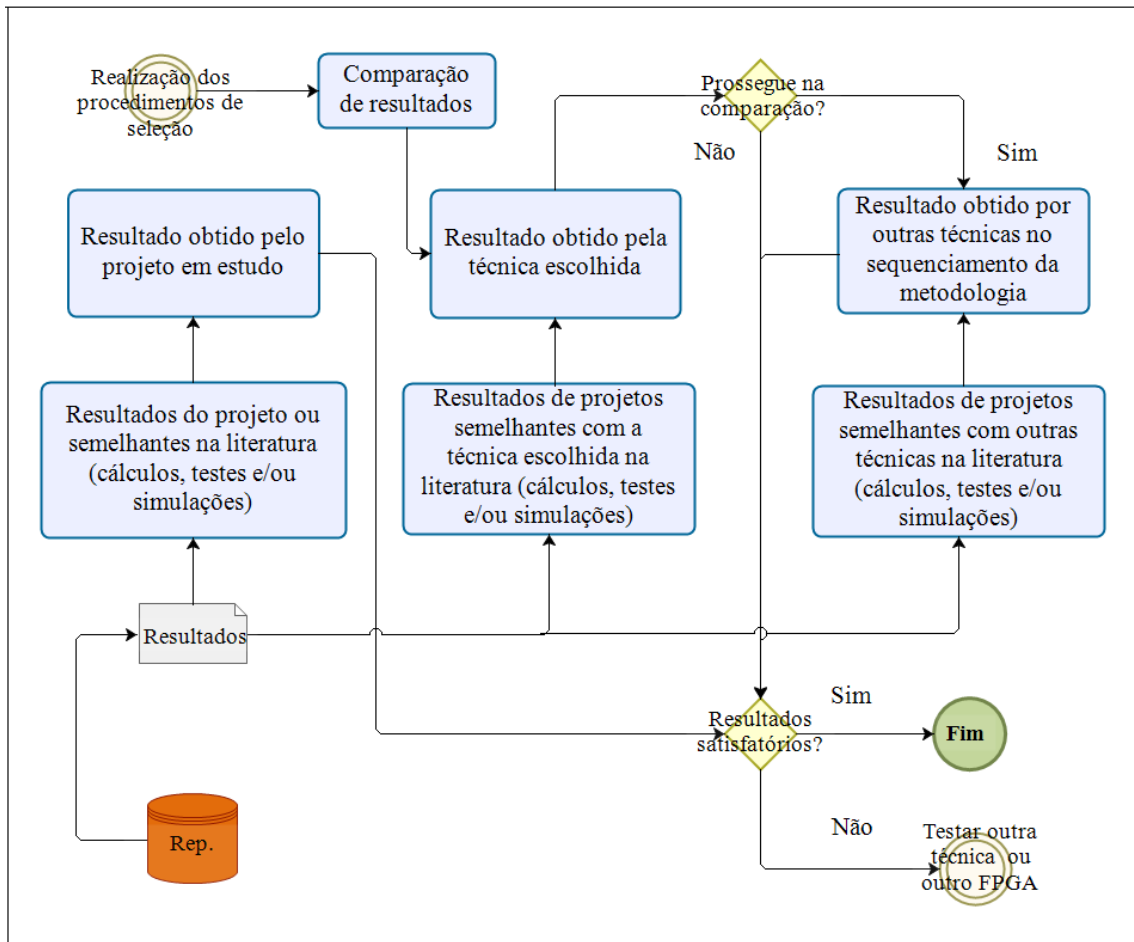 Realização dos
procedimentos de
seleção
Comparação
de resultados
Prossegue na
comparação?
Não
Sim
Resultado obtido pelo
projeto em estudo
Resultado obtido pela
técnica escolhida
Resultado obtido por
outras técnicas no
sequenciamento da
metodologia
Resultados do projeto ou
semelhantes na literatura
(cálculos, testes e/ou
simulações)
Resultados de projetos
semelhantes com a
técnica escolhida na
literatura (cálculos, testes
e/ou simulações)
Resultados de projetos
semelhantes com outras
técnicas na literatura
(cálculos, testes e/ou
simulações)
Resultados
Resultados
satisfatórios?
Sim
Fim
Rep.
Não
Testar outra
técnica ou
outro FPGA